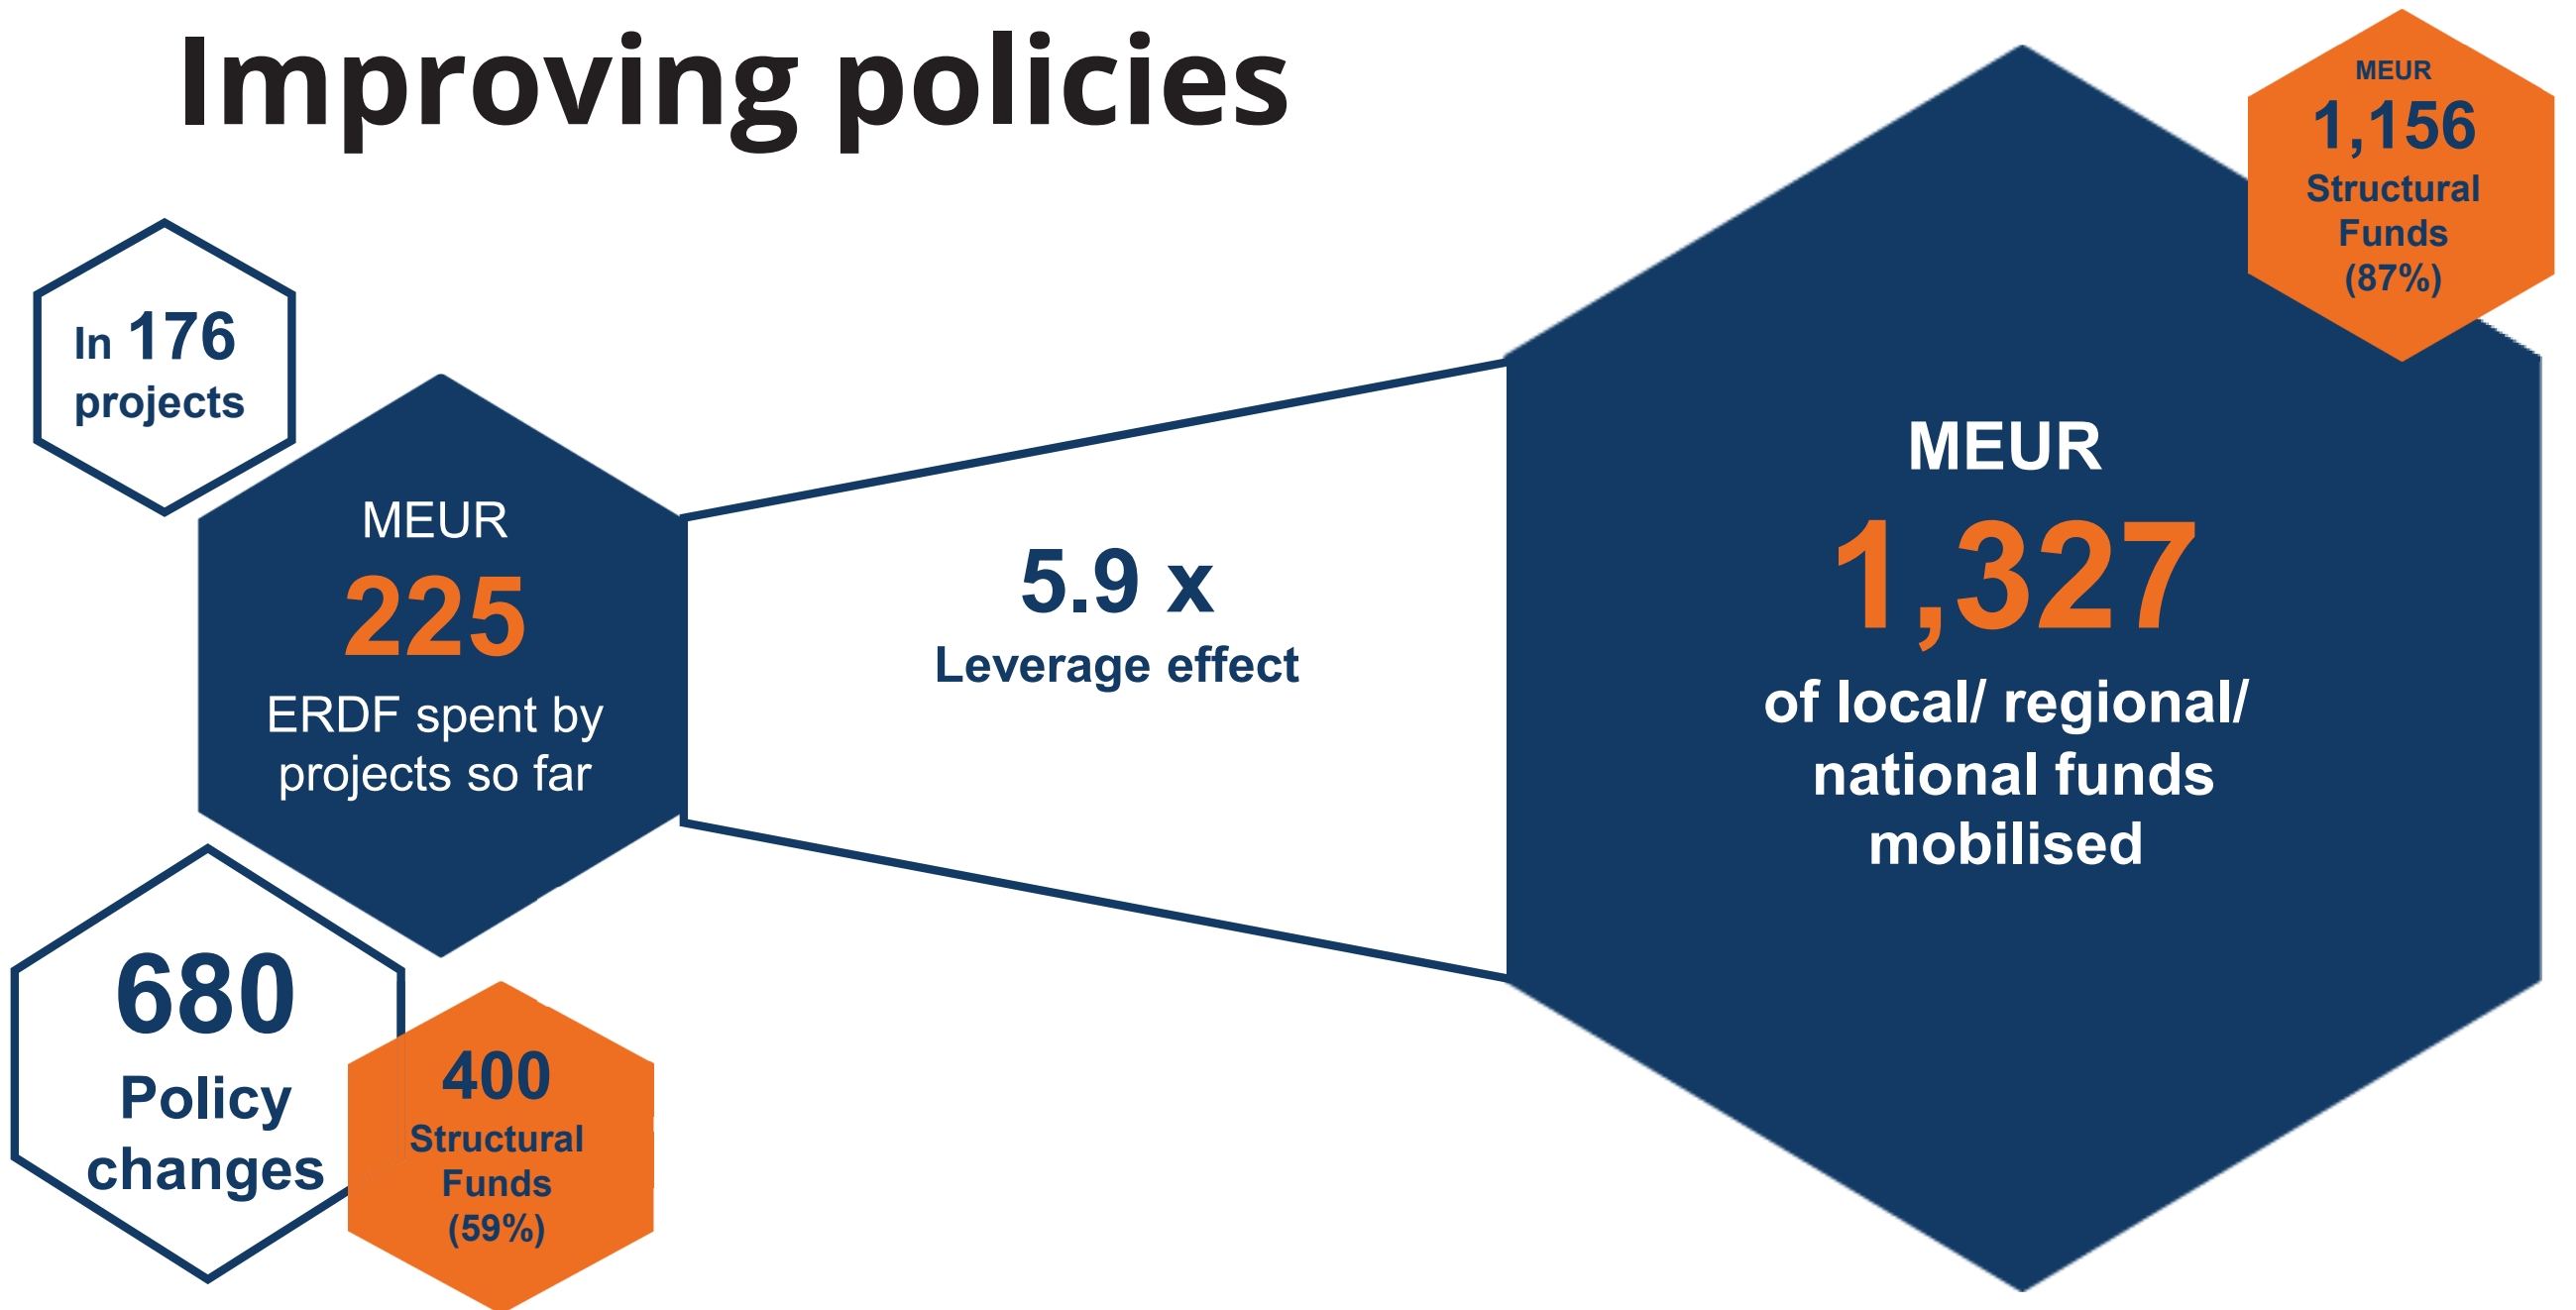 Improving policies
In 176
projects
MEUR
225
ERDF spent by
projects so far
680
Policy
changes
400
Structural
Funds
(59%)
5.9 x
Leverage effect
MEUR
1,327
of local/ regional/
national funds
mobilised
MEUR
1,156
Structural
Funds
(87%)